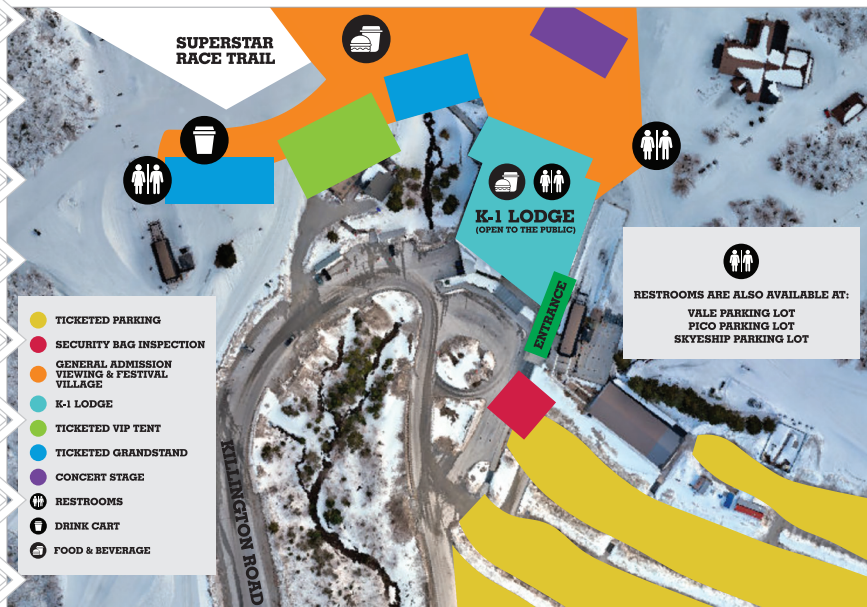 SUPERSTAR
RACE TRAIL
K-1 LODGE
(OPEN TO THE PUBLIC)
ENTRANCE
RESTROOMS ARE ALSO AVAILABLE AT:
VALE PARKING LOT
PICO PARKING LOT
SKYESHIP PARKING LOT
TICKETED PARKING
SECURITY BAG INSPECTION
GENERAL ADMISSION
VIEWING & FESTIVAL
VILLAGE
K-1 LODGE
TICKETED VIP TENT
TICKETED GRANDSTAND
CONCERT STAGE
RESTROOMS
DRINK CART
FOOD & BEVERAGE
KILLINGTON ROAD